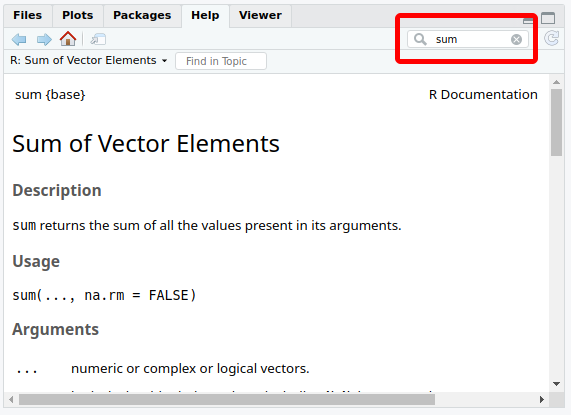 Files Plots Packages Help Viewer
sum
R: Sum of Vector Elements Find in Topic
sum {base} R Documentation
Sum of Vector Elements
Description
sum returns the sum of all the values present in its arguments.
Usage
sum(..., na.rm = FALSE)
Arguments
... numeric or complex or logical vectors.